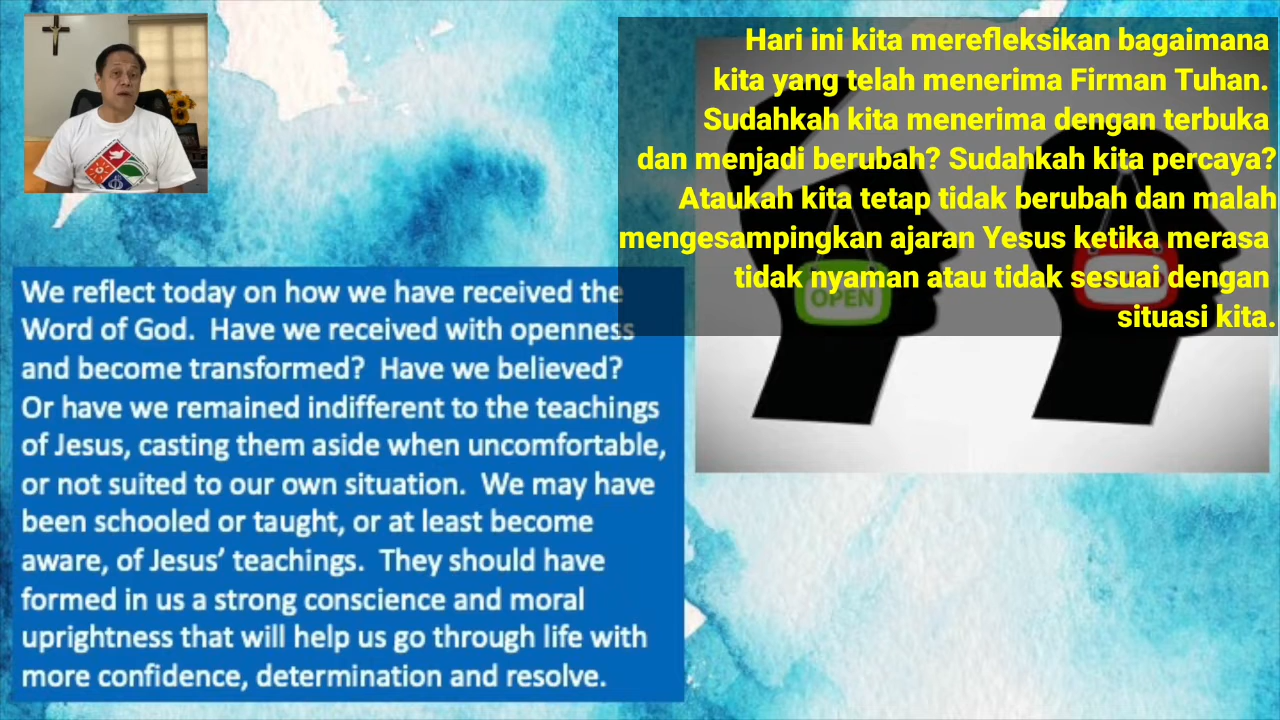 Hari ini kita merefleksikan bagaimana
kita yang telah menerima Firman Tuhan.
Sudahkah kita menerima dengan terbuka
dan menjadi berubah? Sudahkah kita percaya?
Ataukah kita tetap tidak berubah dan malah
mengesampingkan ajaran Yesus ketika merasa
tidak nyaman atau tidak sesuai dengan
situasi kita.
OPEN
We reflect today on how we have received the
Word of God. Have we received with openness
and become transformed? Have we believed?
Or have we remained indifferent to the teachings
of Jesus, casting them aside when uncomfortable,
or not suited to our own situation. We may have
been schooled or taught, or at least become
aware, of Jesus’ teachings. They should have
formed in us a strong conscience and moral
uprightness that will help us go through life with
more confidence, determination and resolve.